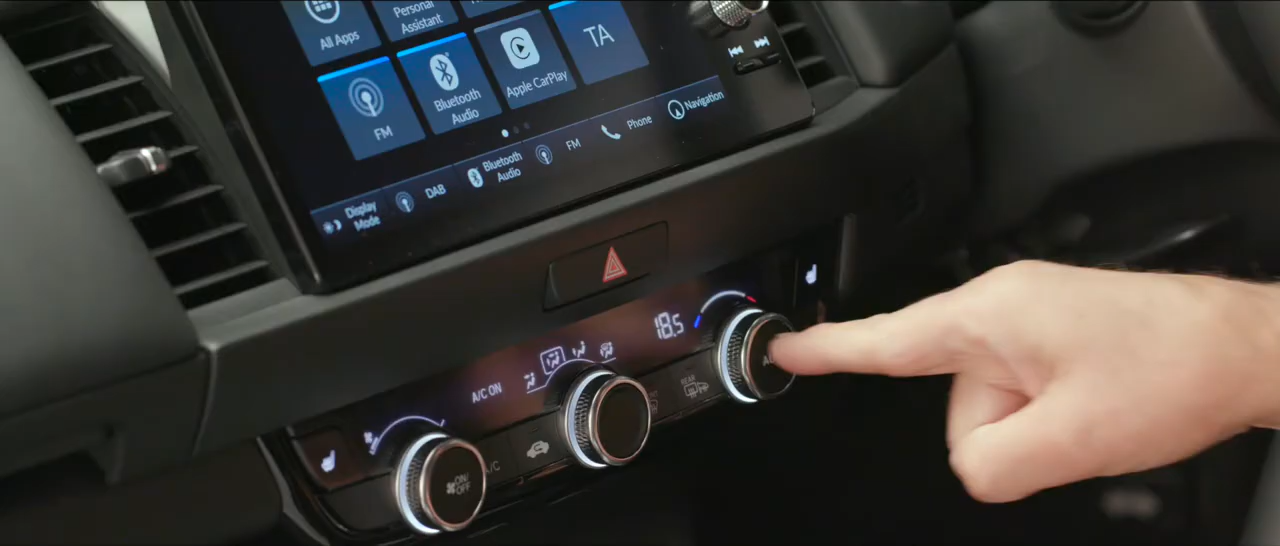 All Apps
Personal
Assistant
FM
Bluetooth
Audio
Apple CarPlay
TA
Display
Mode
DAB
Bluetooth
Audio
FM
Phone
Navigation
18.5
A/C ON
REAR
A/C
ON/
OFF